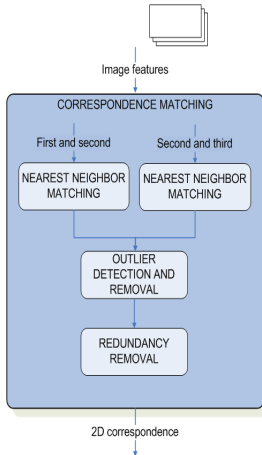 Image features
CORRESPONDENCE MATCHING
First and second
Second and third
NEAREST NEIGHBOR
MATCHING
NEAREST NEIGHBOR
MATCHING
OUTLIER
DETECTION AND
REMOVAL
REDUNDANCY
REMOVAL
2D correspondence